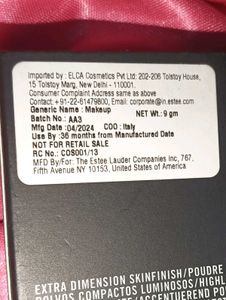 Imported by : ELCA Cosmetics Pvt Ltd: 202-206 Tolstoy House,
15 Tolstoy Marg, New Delhi - 110001.
Consumer Complaint Address same as above
Contact: +91-22-61479800, Email: corporate@in.estee.com
Generic Name: Makeup NET Wt.: 9 gm
Batch No: AA3
Mfg Date :04/2024 COO : Italy
Use By : 36 months from Manufactured Date
NOT FOR RETAIL SALE
RC No.: COS001/13
MFD By/For: The Estee Lauder Companies Inc, 767,
Fifth Avenue NY 10153, United States of America
EXTRA DIMENSION SKINFINISH/POUDRE
POLVOS COMPACTOS LUMINOSOS/HIGHL